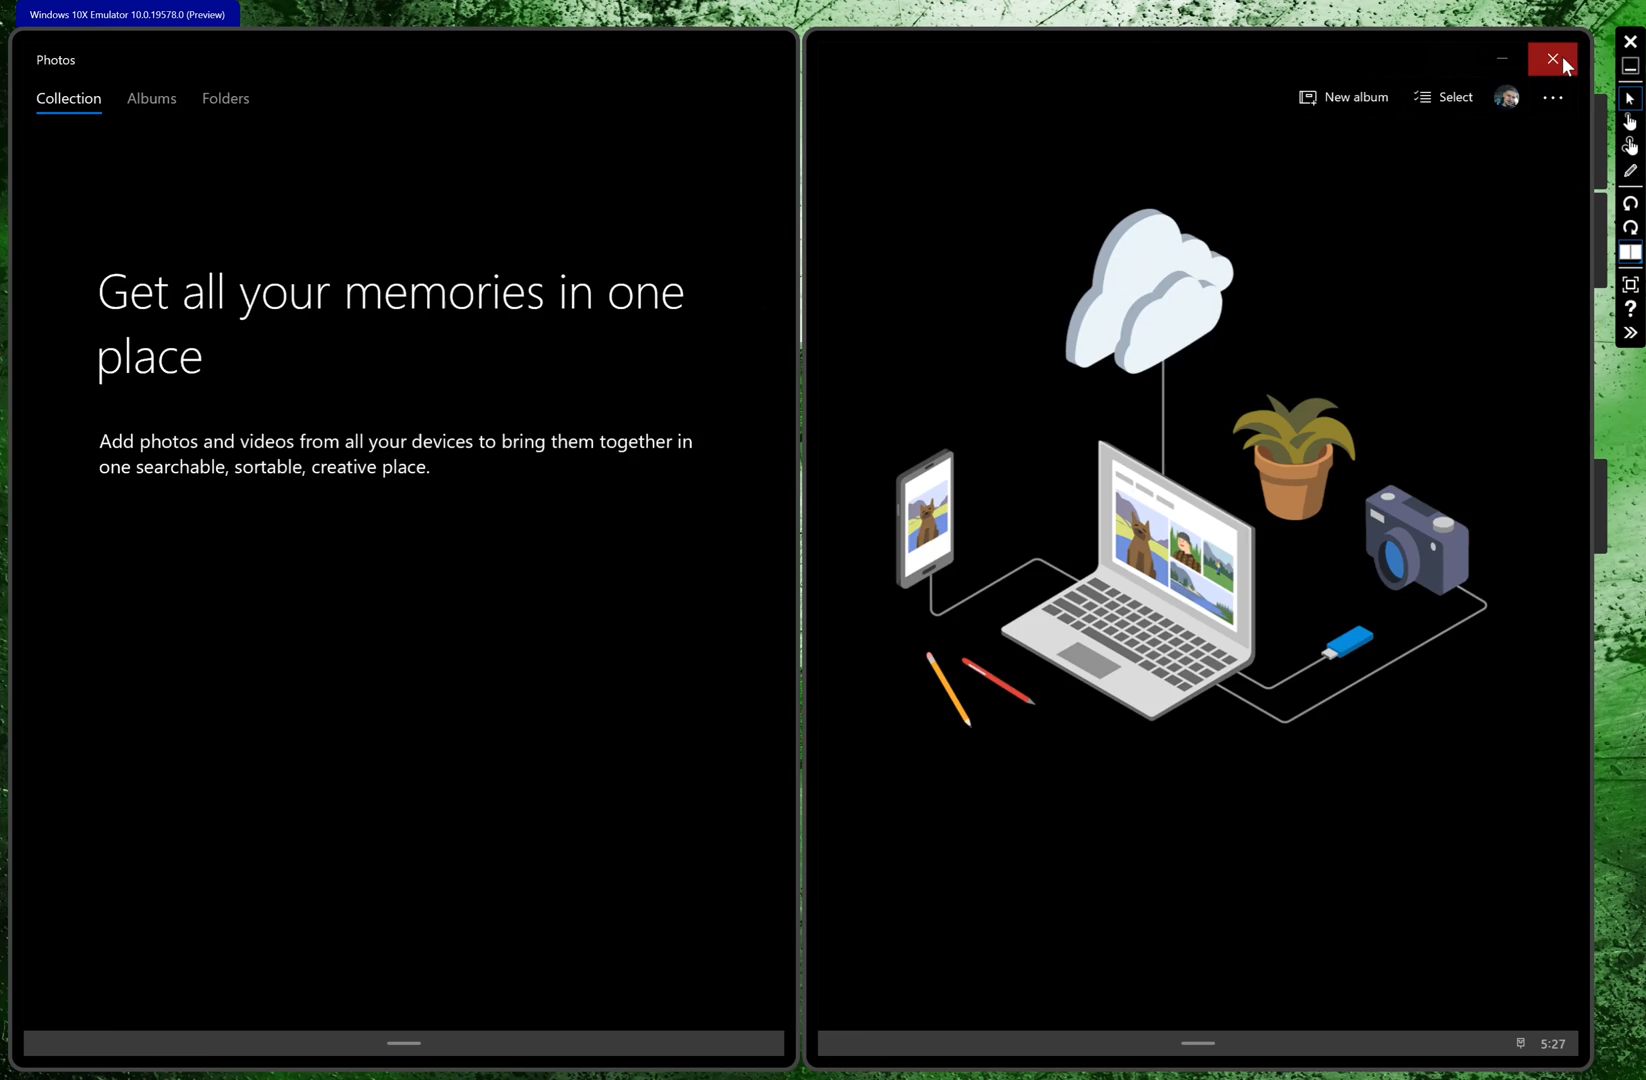 Windows 10X Emulator 10.0.19578.0 (Preview)
Photos
Collection Albums Folders
New album Select
Get all your memories in one
place
Add photos and videos from all your devices to bring them together in
one searchable, sortable, creative place.
5:27